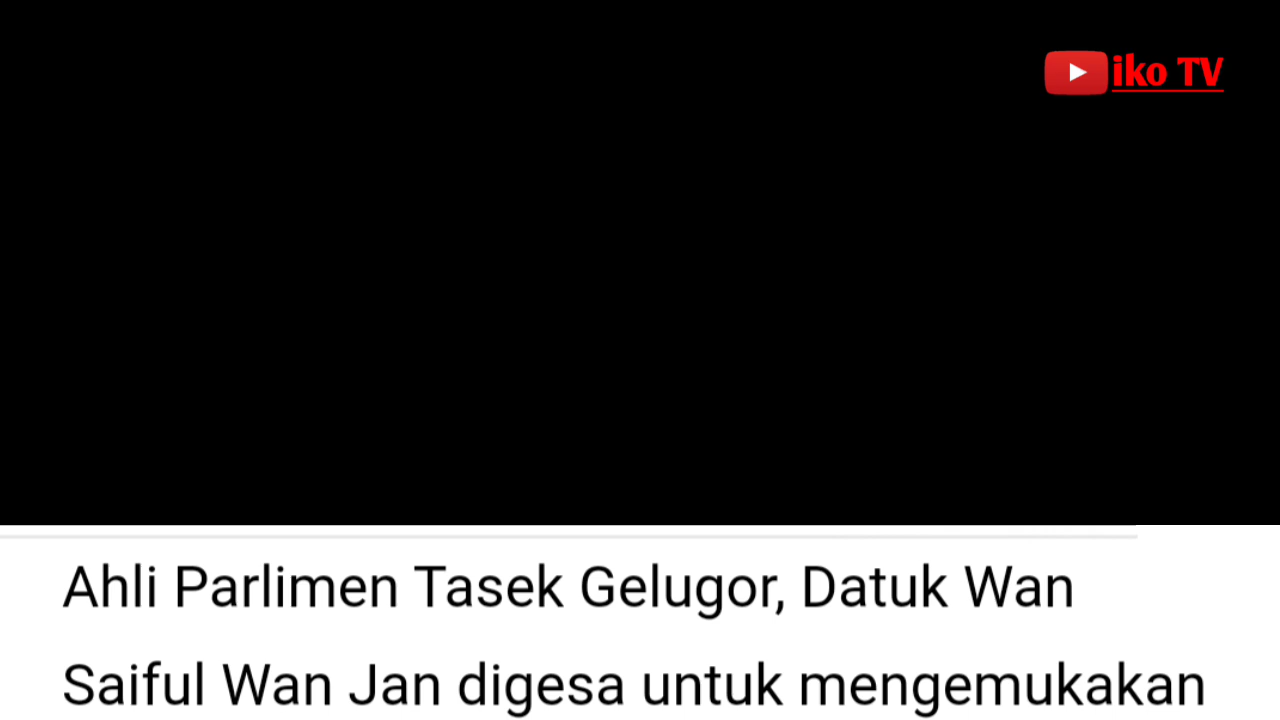 iko TV
Ahli Parlimen Tasek Gelugor, Datuk Wan
Saiful Wan Jan digesa untuk mengemukakan